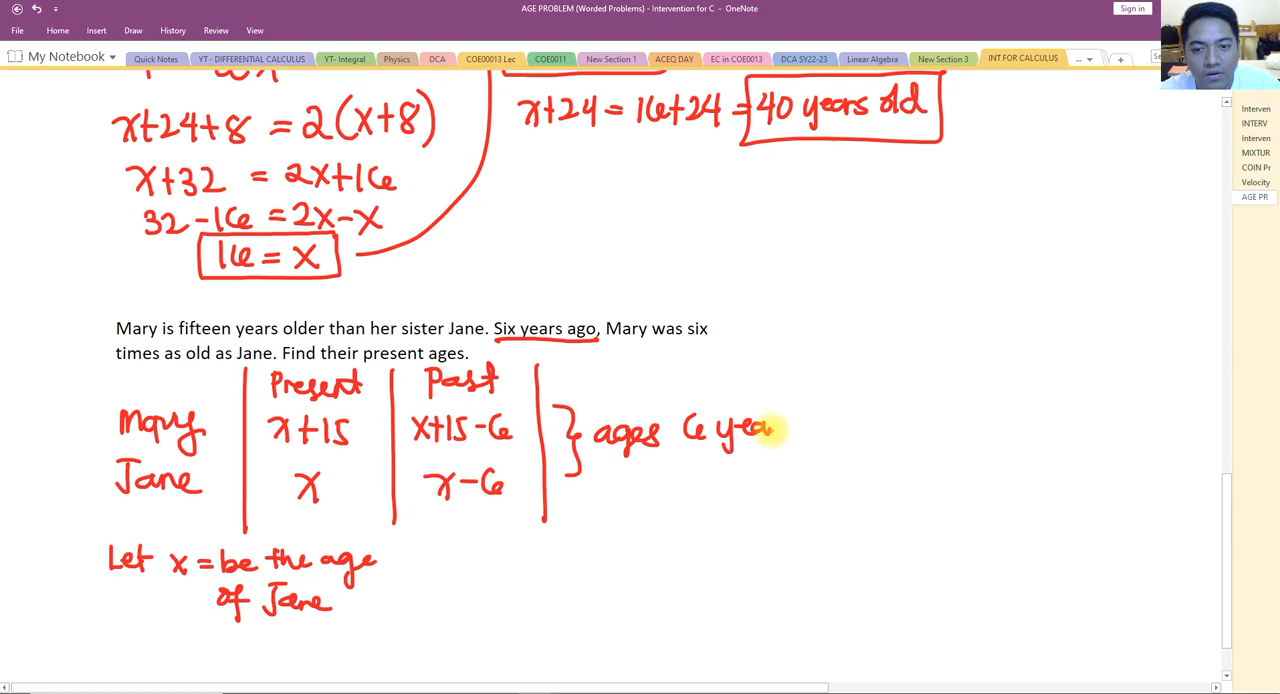 AGE PROBLEM (Worded Problems) - Intervention for C - OneNote
Sign in
File Home Insert Draw History Review View
My Notebook
Quick Notes YT - DIFFERENTIAL CALCULUS YT- Integral Physics DCA COE0013 Lec COE0011 New Section 1 ACEQ DAY EC in COE0013 DCA SY22-23 Linear Algebra New Section 3 INT FOR CALCULUS ...
Interven
INTERV
Interven
MIXTUR
COIN Pr
Velocity
AGE PR
x+24+8 = 2(x+8)
x+32 = 2x+16
32-16 = 2x-x
16 = x
x+24 = 16+24 = 40 years old
Mary is fifteen years older than her sister Jane. Six years ago, Mary was six
times as old as Jane. Find their present ages.
Present Past
Mary x+15 x+15-6
Jane x x-6
} ages 6 yea
Let x = be the age
of Jane